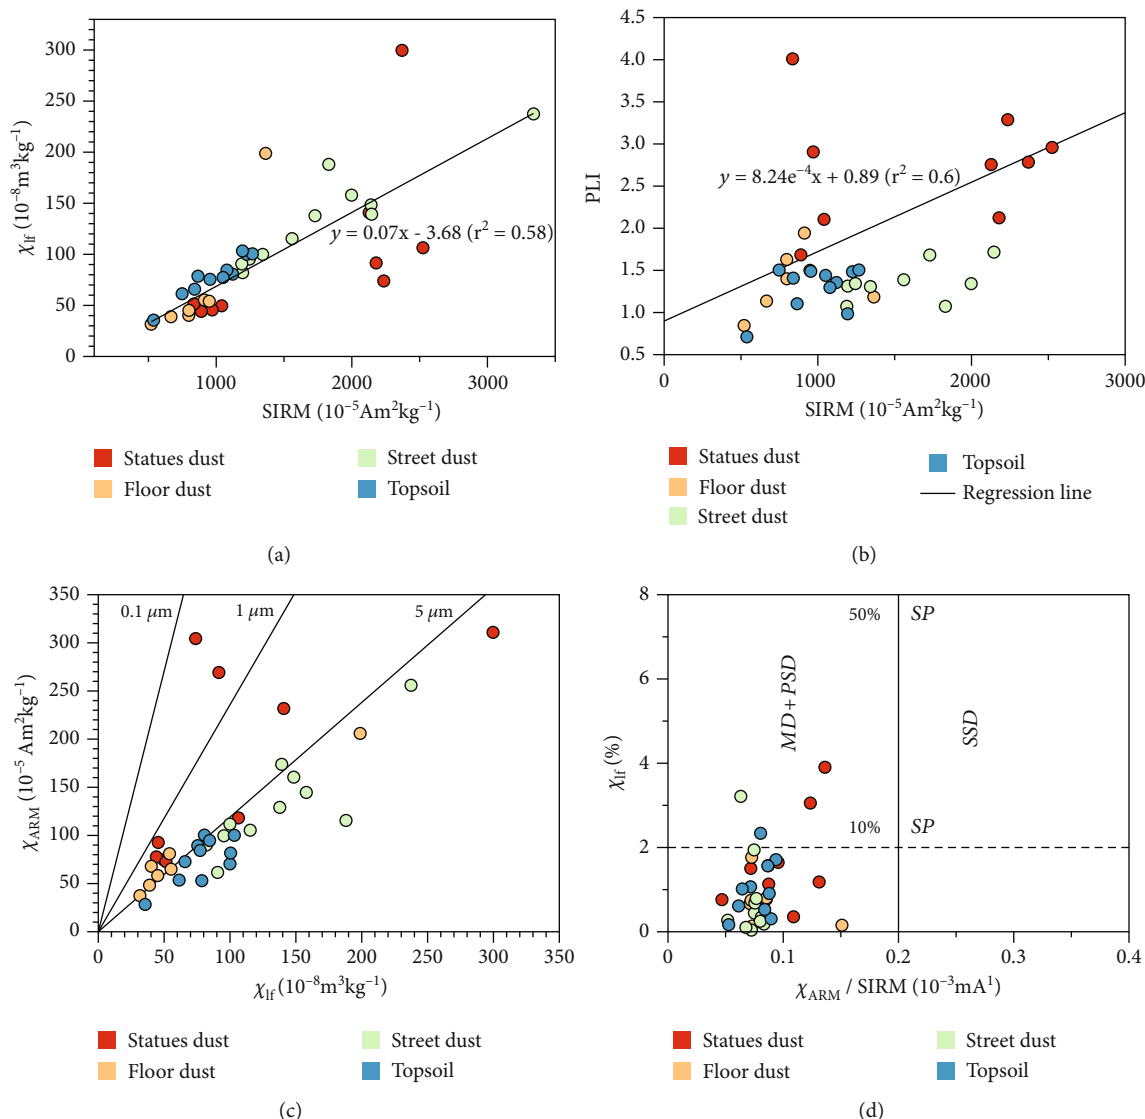 300
200
150
100
50
0
χlf (10⁻⁸m³kg⁻¹)
y = 0.07x - 3.68 (r² = 0.58)
1000 2000 3000
SIRM (10⁻⁵Am²kg⁻¹)
Statues dust
Floor dust
Street dust
Topsoil
(a)
4.5
4.0
3.5
3.0
2.5
2.0
1.5
1.0
0.5
PLI
y = 8.24e⁻⁴x + 0.89 (r² = 0.6)
0 1000 2000 3000
SIRM (10⁻⁵Am²kg⁻¹)
Statues dust
Floor dust
Street dust
Topsoil
Regression line
(b)
350
300
250
200
150
100
50
0
χARM (10⁻⁵ Am²kg⁻¹)
0.1 μm
1 μm
5 μm
0 50 100 150 200 250 300 350
χlf (10⁻⁸m³kg⁻¹)
Statues dust
Floor dust
Street dust
Topsoil
(c)
8
6
4
2
0
χlf (%)
50% SP
MD+PSD
SSD
10% SP
0 0.1 0.2 0.3 0.4
χARM / SIRM (10⁻³mA¹)
Statues dust
Floor dust
Street dust
Topsoil
(d)